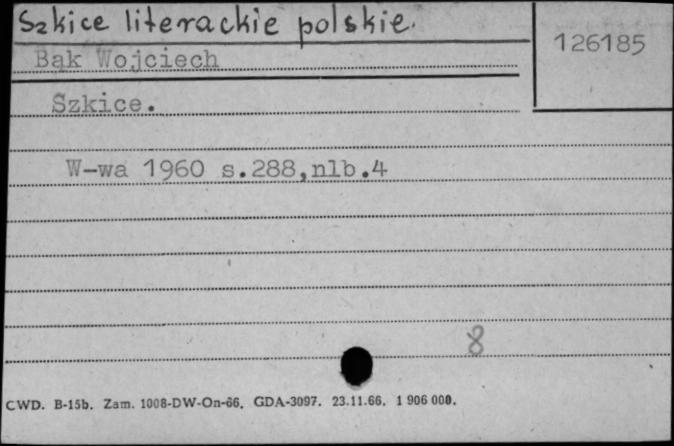 Szkice literackie polskie.
126185
Bąk Wojciech
Szkice.
W-wa 1960 s.288,nlb.4
8
CWD. B-15b. Zam. 1008-DW-On-66. GDA-3097. 23.11.66. 1 906 000.